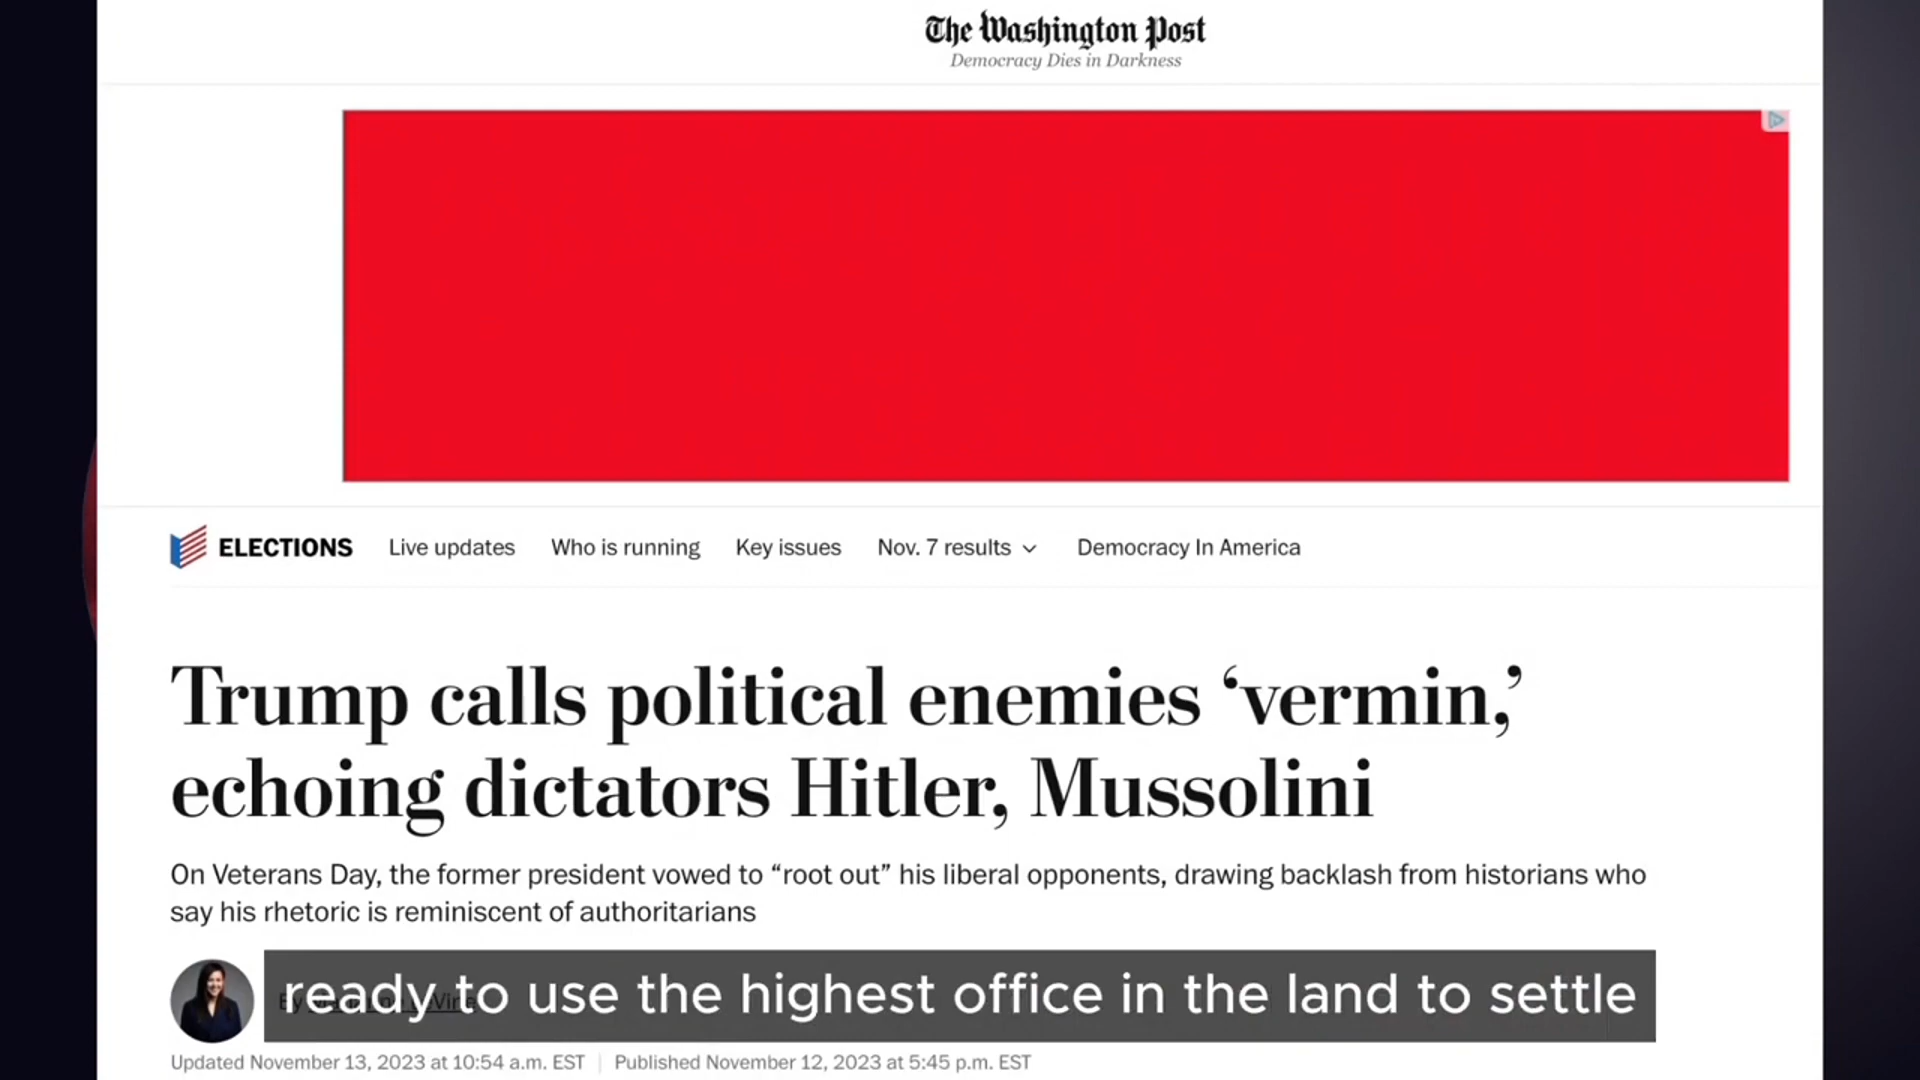 The Washington Post
Democracy Dies in Darkness
ELECTIONS Live updates Who is running Key issues Nov. 7 results Democracy In America
Trump calls political enemies ‘vermin,’
echoing dictators Hitler, Mussolini
On Veterans Day, the former president vowed to “root out” his liberal opponents, drawing backlash from historians who
say his rhetoric is reminiscent of authoritarians
ready to use the highest office in the land to settle
Updated November 13, 2023 at 10:54 a.m. EST | Published November 12, 2023 at 5:45 p.m. EST